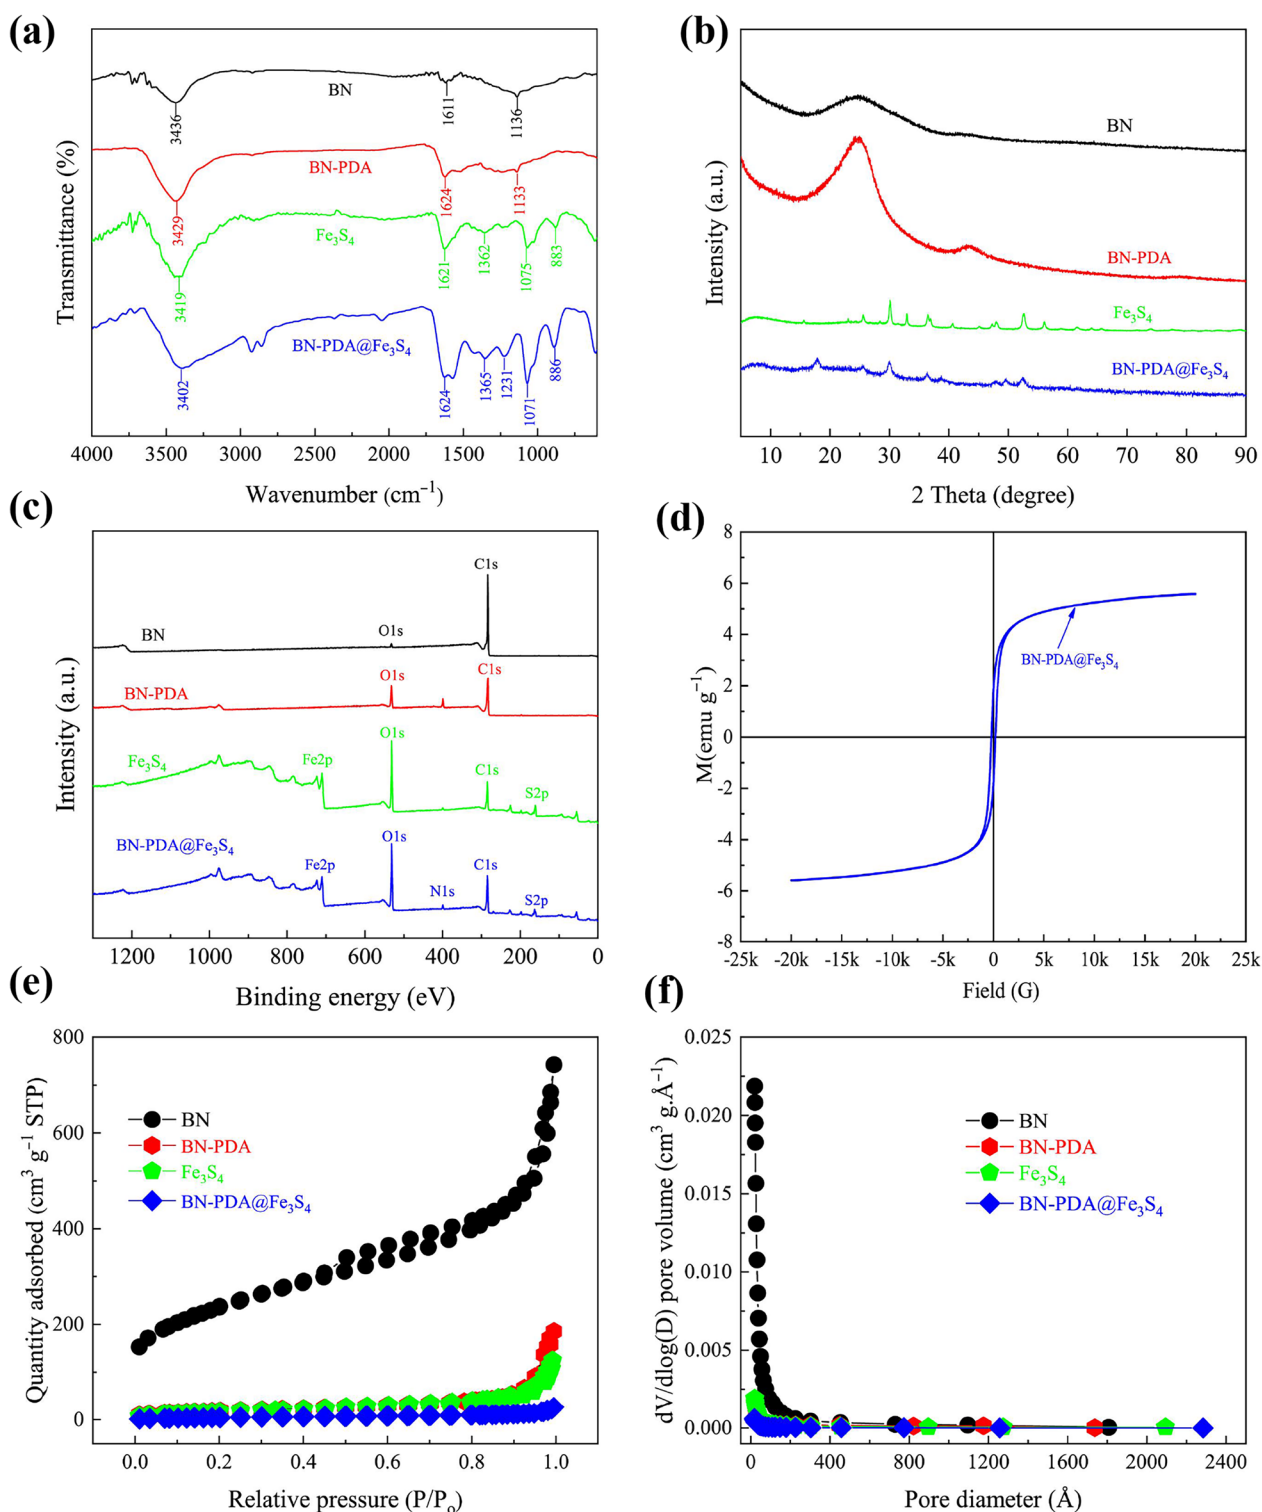 (a)
BN
3436
1611
1136
BN-PDA
3429
1624
1133
Fe₃S₄
3419
1621
1362
1075
883
BN-PDA@Fe₃S₄
3402
1624
1365
1231
1071
886
Transmittance (%)
4000 3500 3000 2500 2000 1500 1000
Wavenumber (cm⁻¹)
(b)
BN
BN-PDA
Fe₃S₄
BN-PDA@Fe₃S₄
Intensity (a.u.)
10 20 30 40 50 60 70 80 90
2 Theta (degree)
(c)
C1s
O1s
BN
C1s
O1s
BN-PDA
O1s
Fe2p
Fe₃S₄
C1s
S2p
O1s
BN-PDA@Fe₃S₄
Fe2p
C1s
N1s
S2p
Intensity (a.u.)
1200 1000 800 600 400 200 0
Binding energy (eV)
(d)
8
6
4
2
0
-2
-4
-6
-8
BN-PDA@Fe₃S₄
M(emu g⁻¹)
-25k -20k -15k -10k -5k 0 5k 10k 15k 20k 25k
Field (G)
(e)
800
600
400
200
0
BN
BN-PDA
Fe₃S₄
BN-PDA@Fe₃S₄
Quantity adsorbed (cm³ g⁻¹ STP)
0.0 0.2 0.4 0.6 0.8 1.0
Relative pressure (P/Pₒ)
(f)
0.025
0.020
0.015
0.010
0.005
0.000
BN
BN-PDA
Fe₃S₄
BN-PDA@Fe₃S₄
dV/dlog(D) pore volume (cm³ g.Å⁻¹)
0 400 800 1200 1600 2000 2400
Pore diameter (Å)